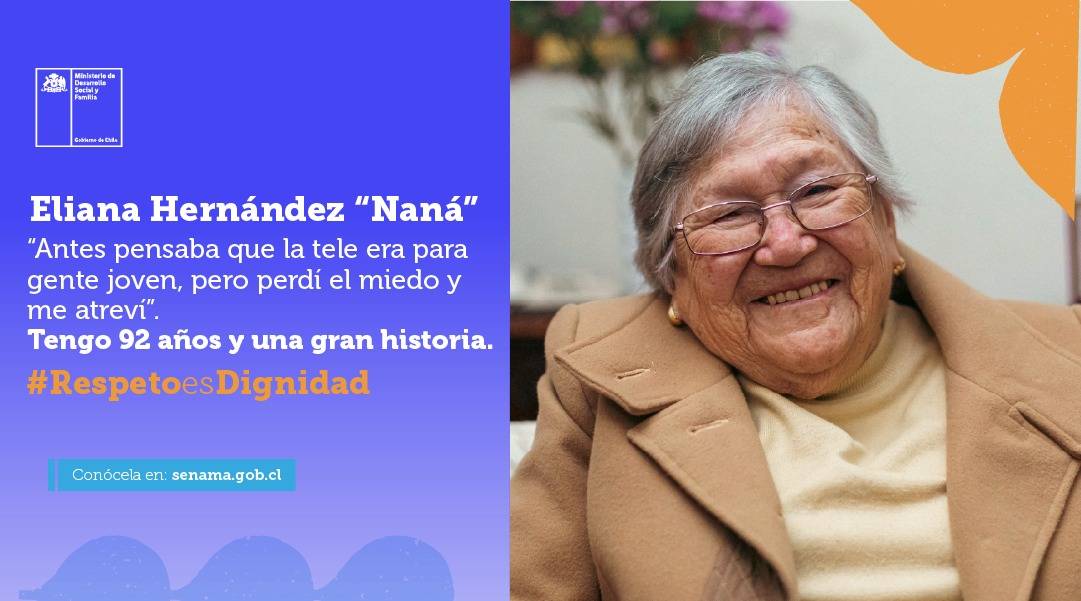 Ministerio de
Desarrollo
Social y
Familia
Gobierno de Chile
Eliana Hernández “Naná”
“Antes pensaba que la tele era para
gente joven, pero perdí el miedo y
me atreví”.
Tengo 92 años y una gran historia.
#RespetoesDignidad
Conócela en: senama.gob.cl